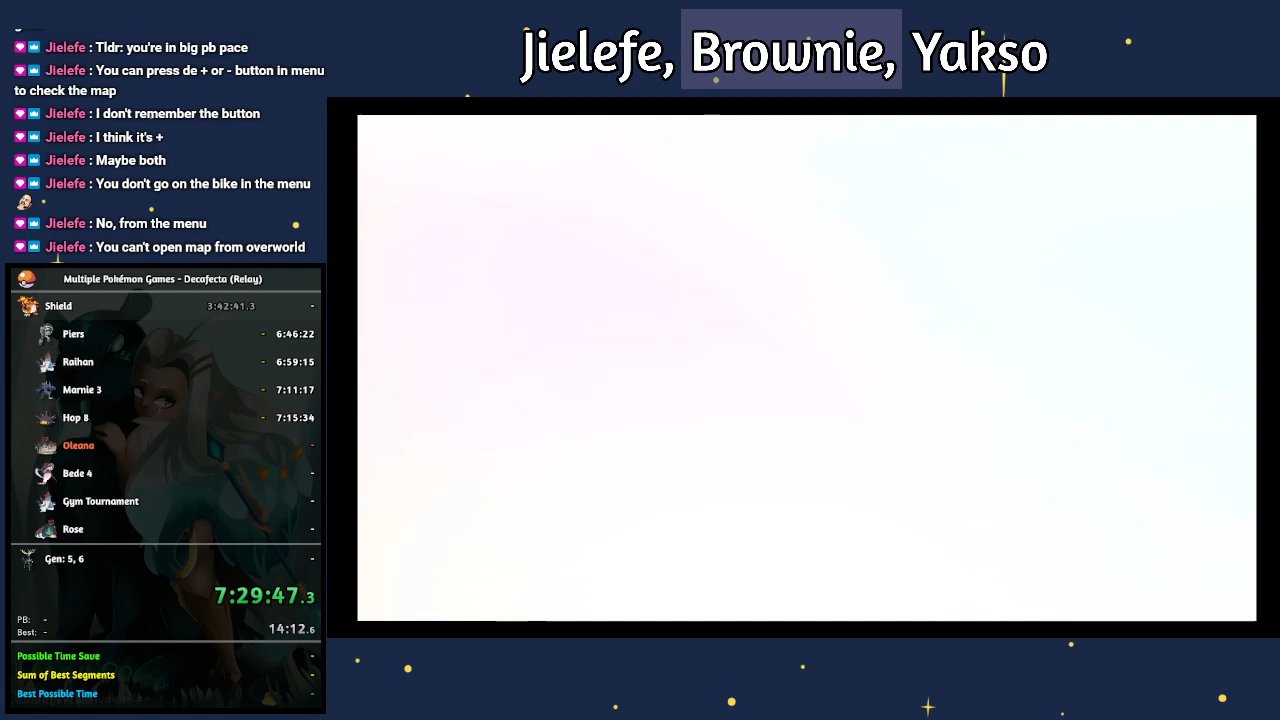 Jielefe : Tldr: you're in big pb pace
Jielefe : You can press de + or - button in menu
to check the map
Jielefe : I don't remember the button
Jielefe : I think it's +
Jielefe : Maybe both
Jielefe : You don't go on the bike in the menu
Jielefe : No, from the menu
Jielefe : You can't open map from overworld
Jielefe, Brownie, Yakso
Multiple Pokémon Games - Decafecta (Relay)
Shield 3:42:41.3 -
Piers - 6:46:22
Raihan - 6:59:15
Marnie 3 - 7:11:17
Hop 8 - 7:15:34
Oleana -
Bede 4 -
Gym Tournament -
Rose -
Gen: 5, 6 -
7:29:47.3
PB: -
Best: -
14:12.6
Possible Time Save -
Sum of Best Segments -
Best Possible Time -